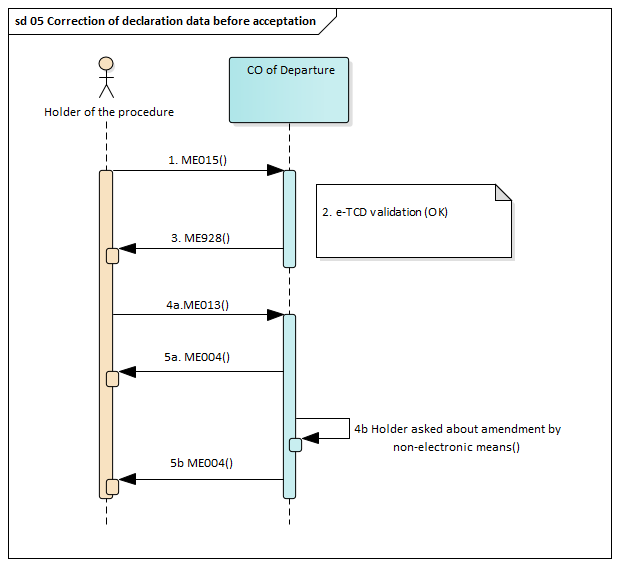 sd 05 Correction of declaration data before acceptation
CO of Departure
Holder of the procedure
1. ME015()
2. e-TCD validation (OK)
3. ME928()
4a.ME013()
5a. ME004()
4b Holder asked about amendment by
non-electronic means()
5b ME004()